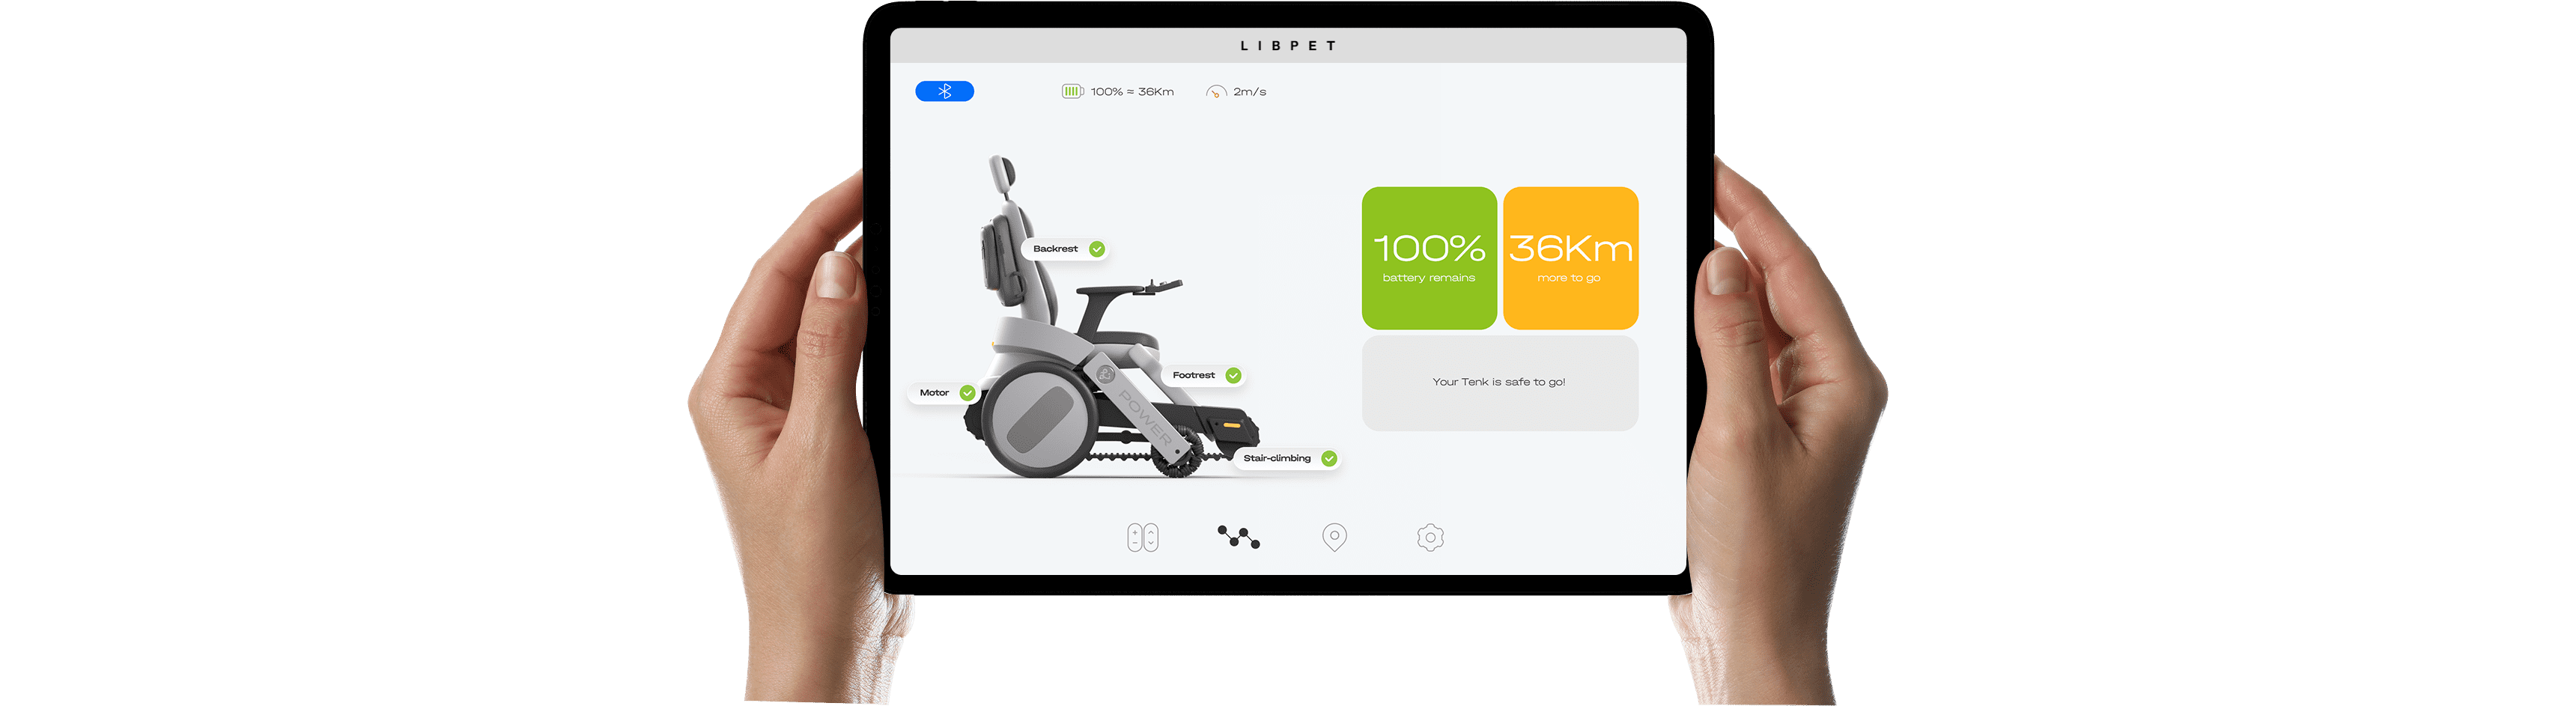 LIBPET
100% ≈ 36Km
2m/s
Backrest
100%
battery remains
36Km
more to go
Motor
Footrest
Your Tenk is safe to go!
POWER
Stair-climbing